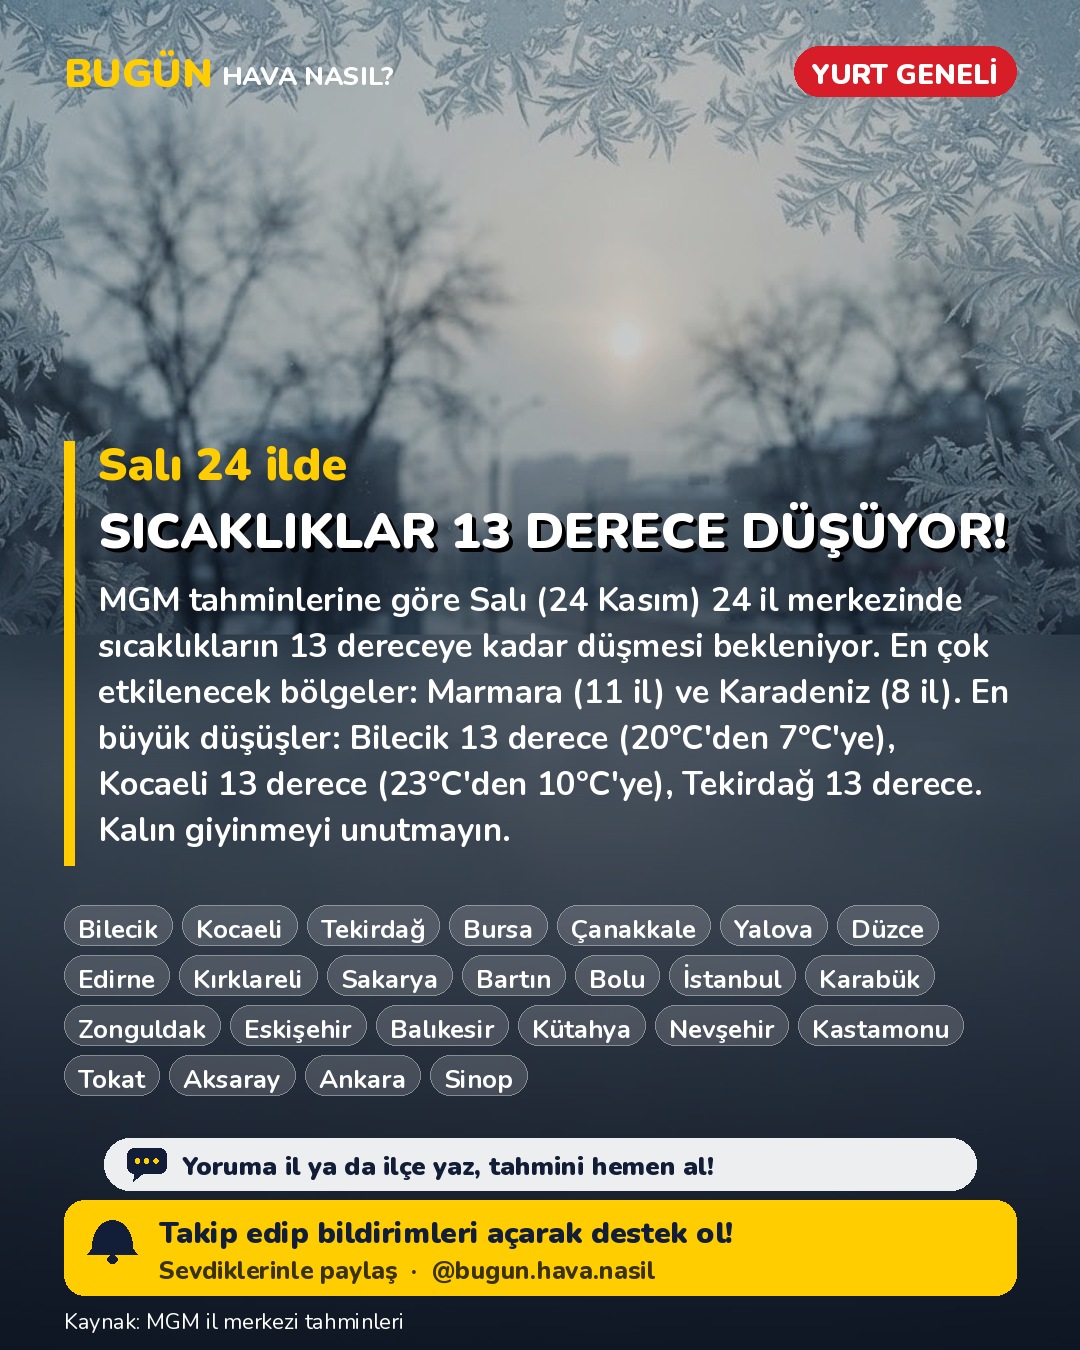 BUGÜN HAVA NASIL?
YURT GENELİ
Salı 24 ilde
SICAKLIKLAR 13 DERECE DÜŞÜYOR!
MGM tahminlerine göre Salı (24 Kasım) 24 il merkezinde
sıcaklıkların 13 dereceye kadar düşmesi bekleniyor. En çok
etkilenecek bölgeler: Marmara (11 il) ve Karadeniz (8 il). En
büyük düşüşler: Bilecik 13 derece (20°C'den 7°C'ye),
Kocaeli 13 derece (23°C'den 10°C'ye), Tekirdağ 13 derece.
Kalın giyinmeyi unutmayın.
Bilecik Kocaeli Tekirdağ Bursa Çanakkale Yalova Düzce
Edirne Kırklareli Sakarya Bartın Bolu İstanbul Karabük
Zonguldak Eskişehir Balıkesir Kütahya Nevşehir Kastamonu
Tokat Aksaray Ankara Sinop
Yoruma il ya da ilçe yaz, tahmini hemen al!
Takip edip bildirimleri açarak destek ol!
Sevdiklerinle paylaş · @bugun.hava.nasil
Kaynak: MGM il merkezi tahminleri